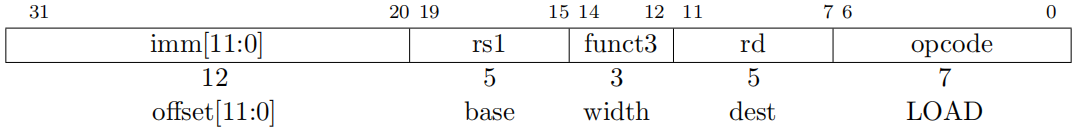 31 20 19 15 14 12 11 7 6 0
imm[11:0] rs1 funct3 rd opcode
12 5 3 5 7
offset[11:0] base width dest LOAD